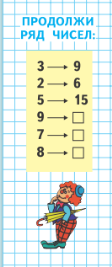 ПРОДОЛЖИ
РЯД ЧИСЕЛ:
3 → 9
2 → 6
5 → 15
9 → □
7 → □
8 → □